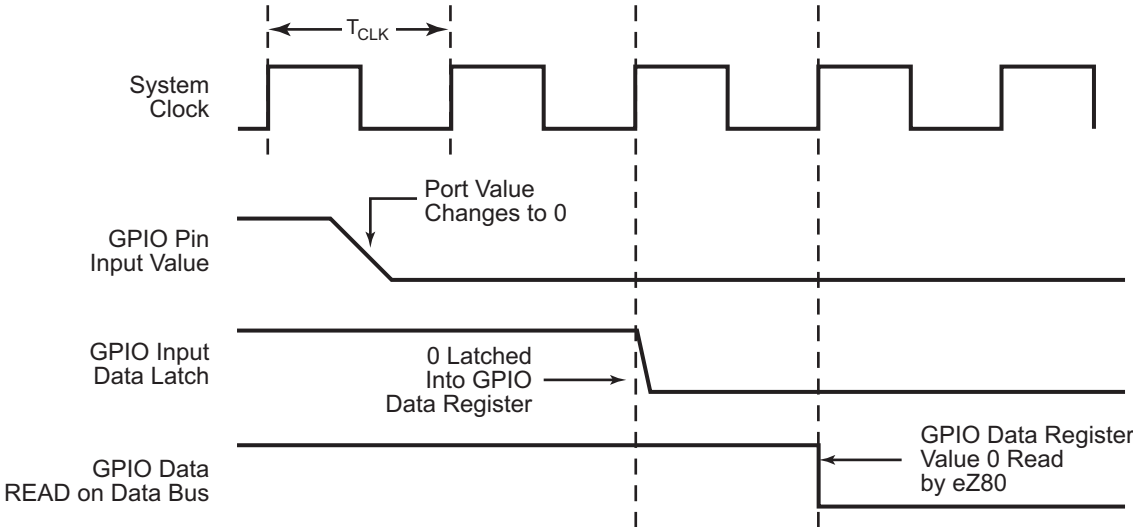 T_CLK
System
Clock
Port Value
Changes to 0
GPIO Pin
Input Value
GPIO Input
Data Latch
0 Latched
Into GPIO
Data Register
GPIO Data
READ on Data Bus
GPIO Data Register
Value 0 Read
by eZ80